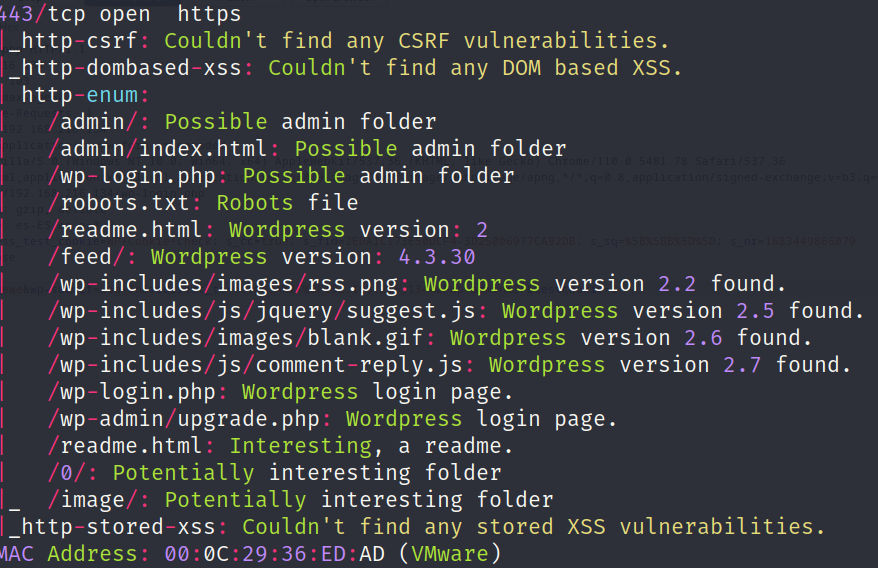 443/tcp open  https
|_http-csrf: Couldn't find any CSRF vulnerabilities.
|_http-dombased-xss: Couldn't find any DOM based XSS.
| http-enum:
|   /admin/: Possible admin folder
|   /admin/index.html: Possible admin folder
|   /wp-login.php: Possible admin folder
|   /robots.txt: Robots file
|   /readme.html: Wordpress version: 2
|   /feed/: Wordpress version: 4.3.30
|   /wp-includes/images/rss.png: Wordpress version 2.2 found.
|   /wp-includes/js/jquery/suggest.js: Wordpress version 2.5 found.
|   /wp-includes/images/blank.gif: Wordpress version 2.6 found.
|   /wp-includes/js/comment-reply.js: Wordpress version 2.7 found.
|   /wp-login.php: Wordpress login page.
|   /wp-admin/upgrade.php: Wordpress login page.
|   /readme.html: Interesting, a readme.
|   /0/: Potentially interesting folder
|_  /image/: Potentially interesting folder
|_http-stored-xss: Couldn't find any stored XSS vulnerabilities.
MAC Address: 00:0C:29:36:ED:AD (VMware)